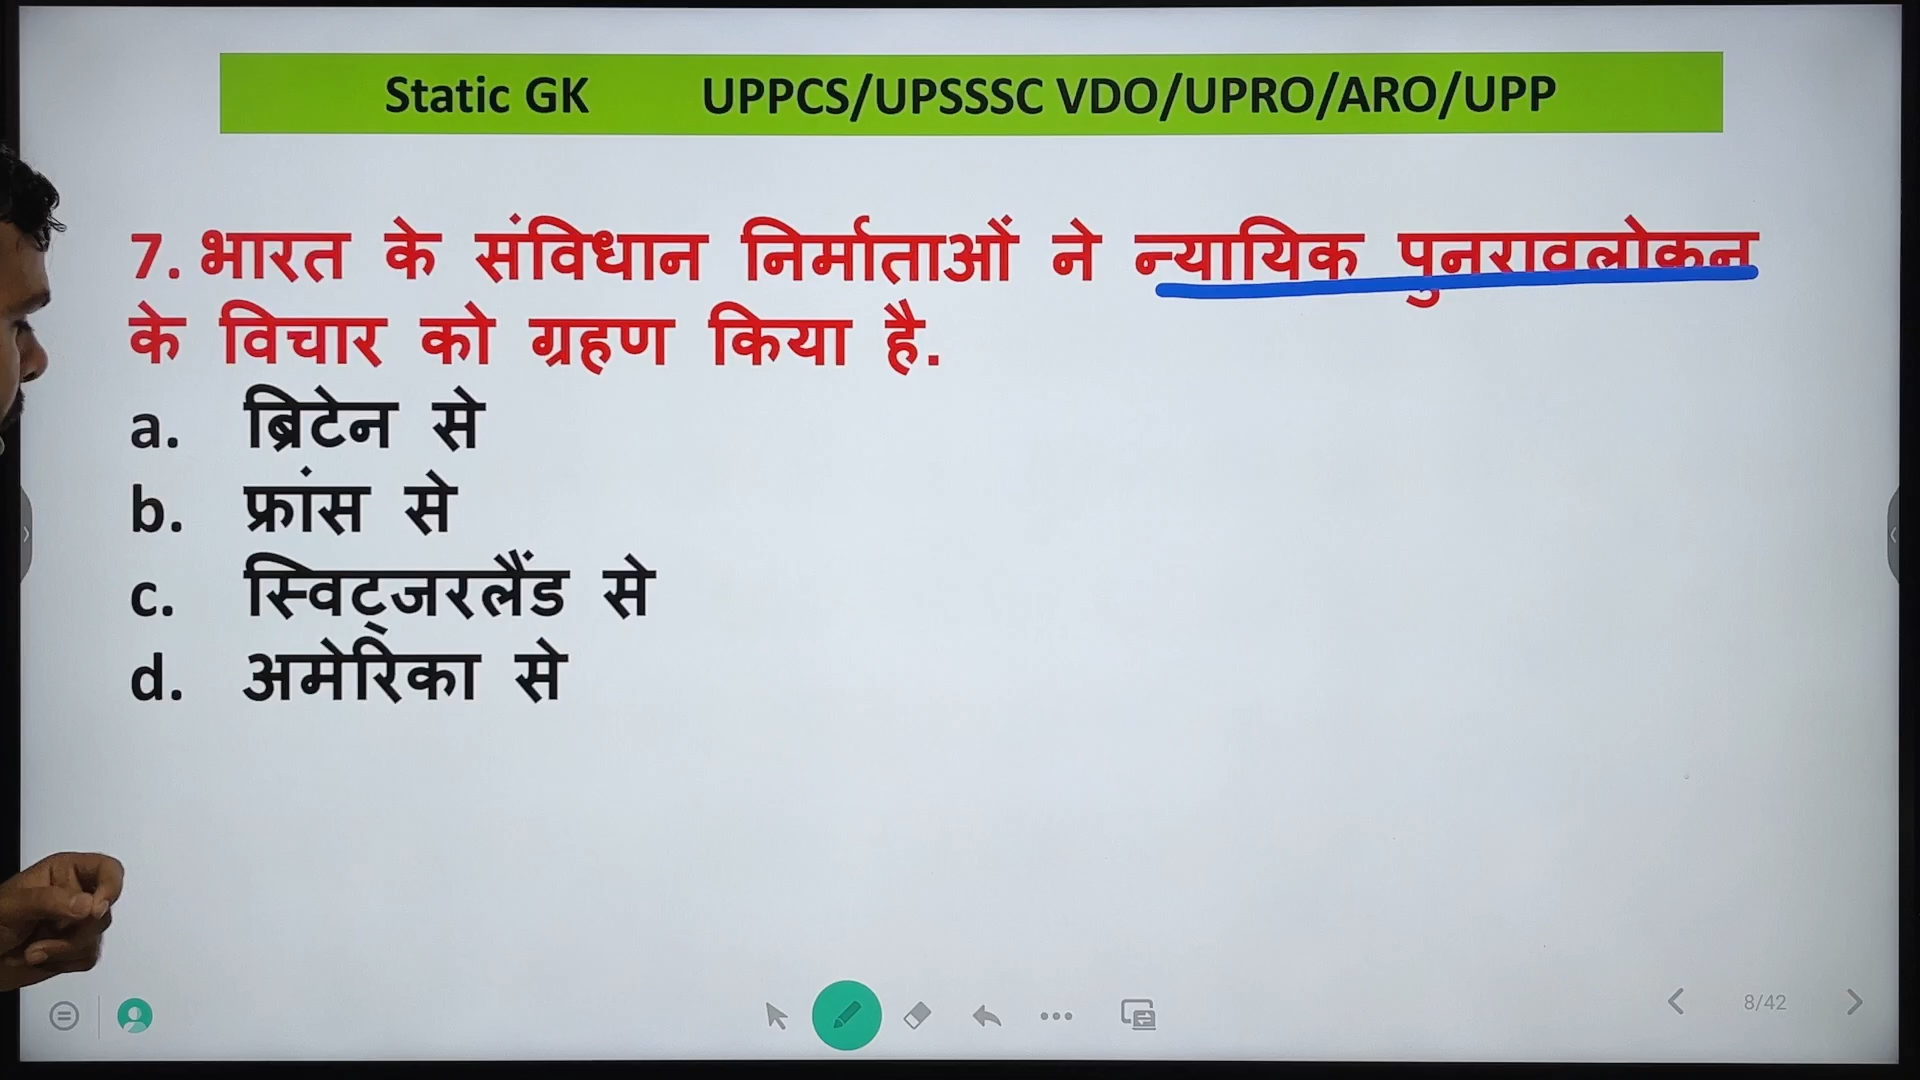 Static GK UPPCS/UPSSSC VDO/UPRO/ARO/UPP
7. भारत के संविधान निर्माताओं ने न्यायिक पुनरावलोकन
के विचार को ग्रहण किया है.
a. ब्रिटेन से
b. फ्रांस से
c. स्विट्जरलैंड से
d. अमेरिका से
8/42